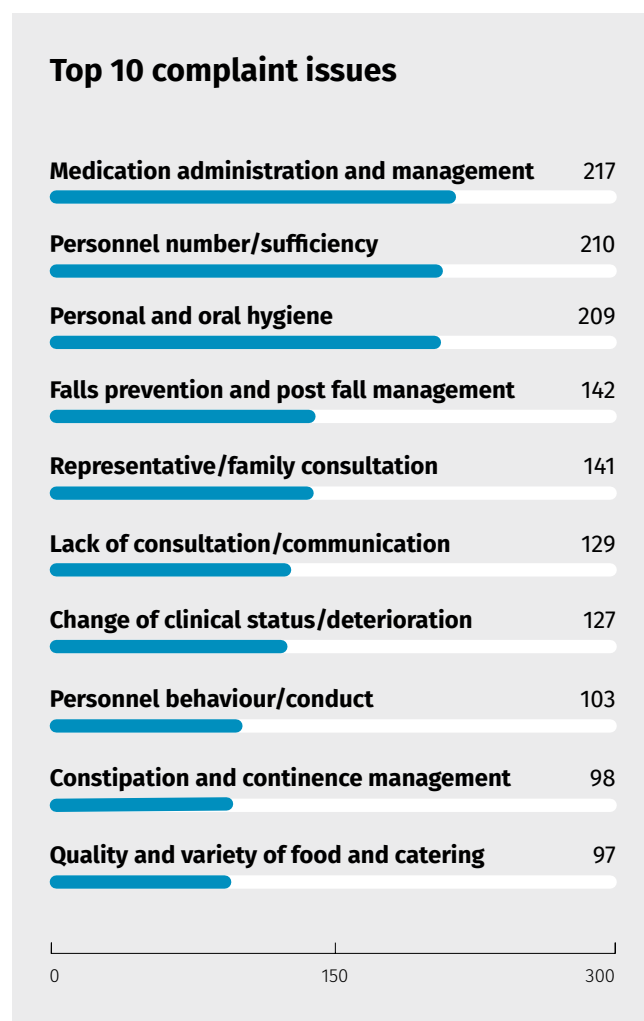 Top 10 complaint issues
Medication administration and management 217
Personnel number/sufficiency 210
Personal and oral hygiene 209
Falls prevention and post fall management 142
Representative/family consultation 141
Lack of consultation/communication 129
Change of clinical status/deterioration 127
Personnel behaviour/conduct 103
Constipation and continence management 98
Quality and variety of food and catering 97
0 150 300